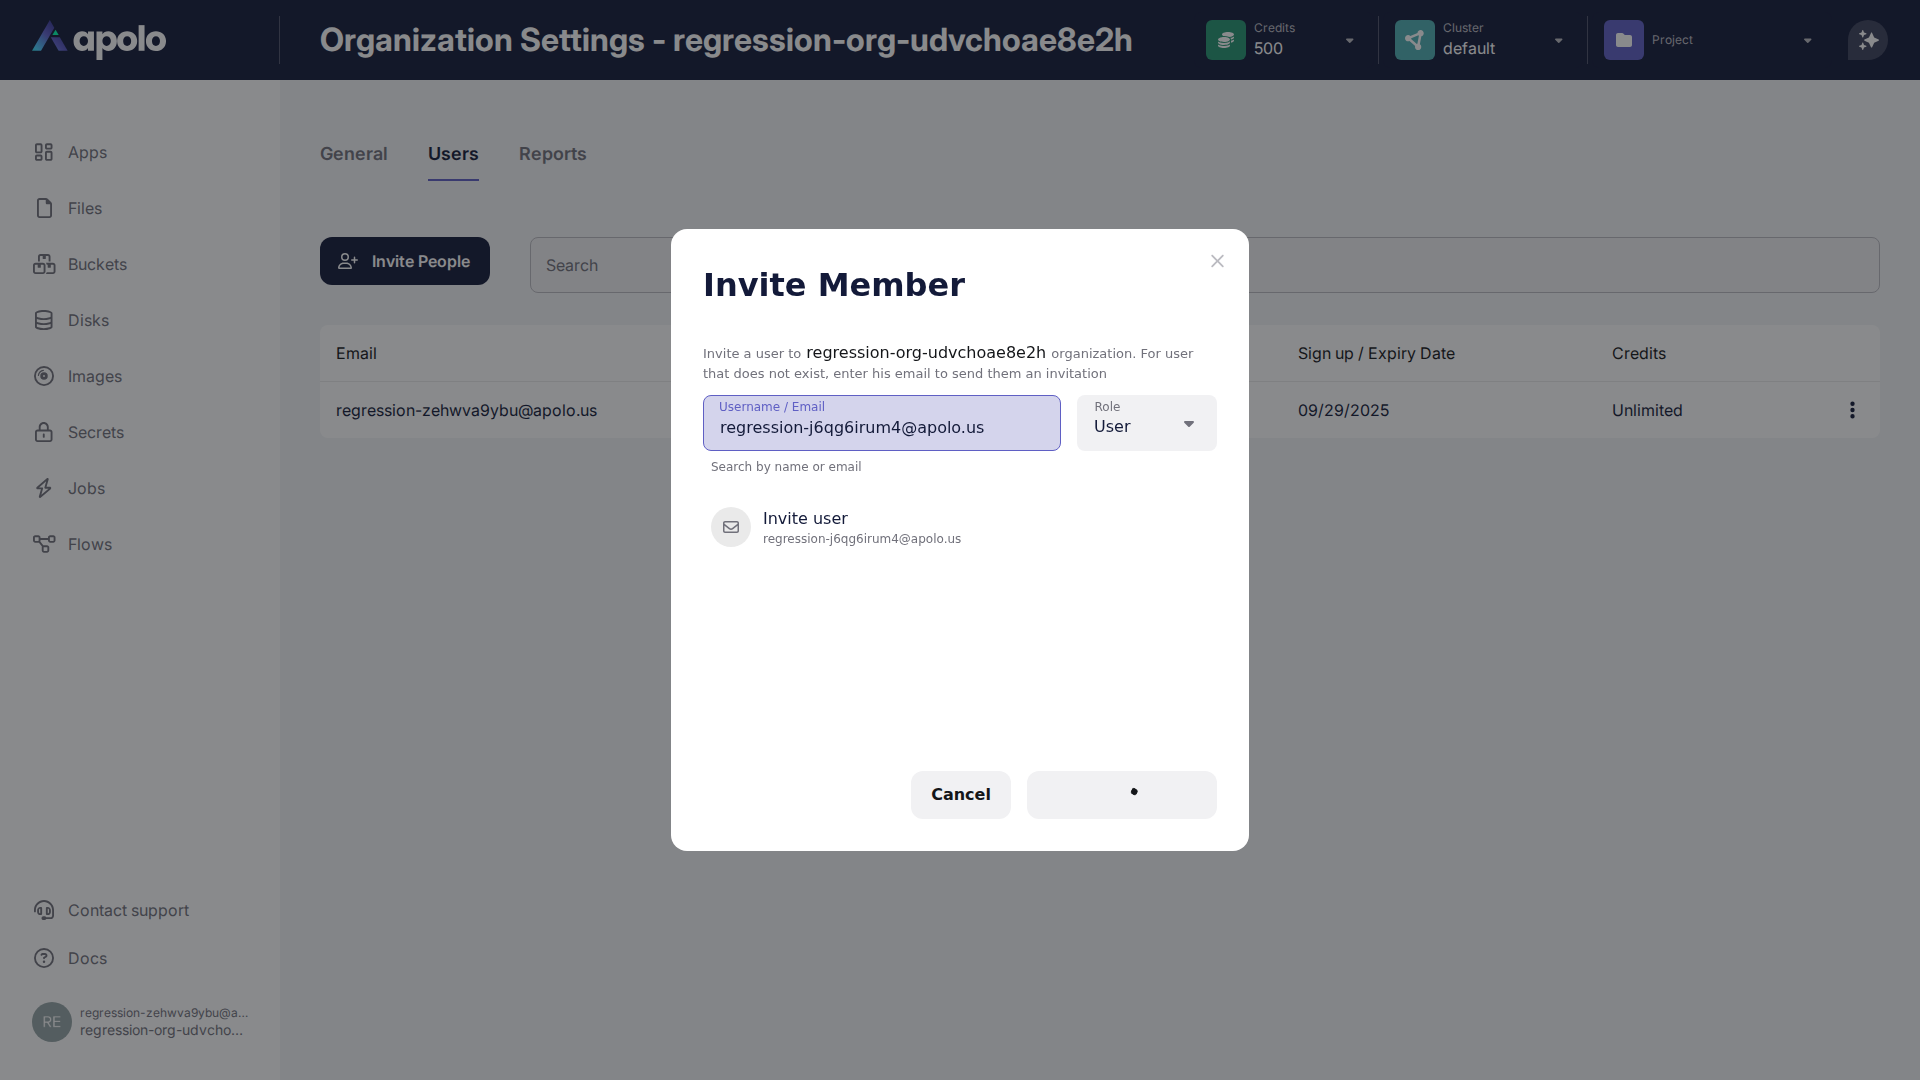 apolo
Organization Settings - regression-org-udvchoae8e2h
Credits
500
Cluster
default
Project
Apps
Files
Buckets
Disks
Images
Secrets
Jobs
Flows
Contact support
Docs
RE
regression-zehwva9ybu@a...
regression-org-udvcho...
General
Users
Reports
Invite People
Search
Email
Sign up / Expiry Date
Credits
regression-zehwva9ybu@apolo.us
09/29/2025
Unlimited
Invite Member
Invite a user to regression-org-udvchoae8e2h organization. For user
that does not exist, enter his email to send them an invitation
Username / Email
regression-j6qg6irum4@apolo.us
Role
User
Search by name or email
Invite user
regression-j6qg6irum4@apolo.us
Cancel